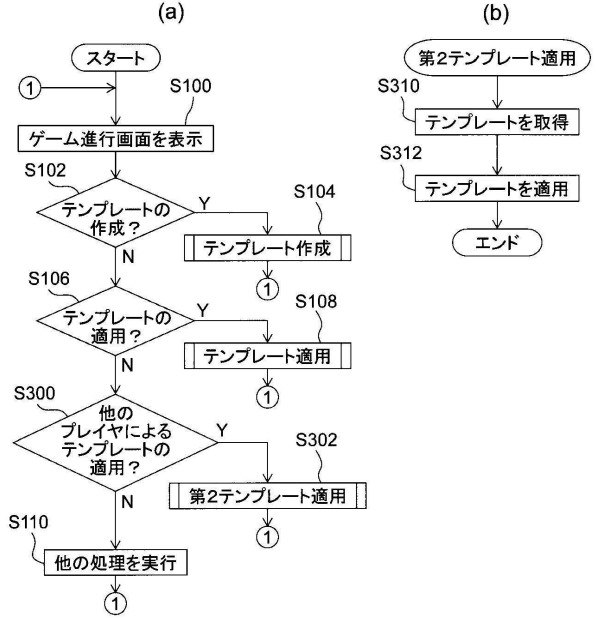 (a)
スタート
1
S100
ゲーム進行画面を表示
S102
テンプレートの
作成？
Y
S104
テンプレート作成
1
N
S106
テンプレートの
適用？
Y
S108
テンプレート適用
1
N
S300
他の
プレイヤによる
テンプレートの
適用？
Y
S302
第2テンプレート適用
1
N
S110
他の処理を実行
1
(b)
第2テンプレート適用
S310
テンプレートを取得
S312
テンプレートを適用
エンド